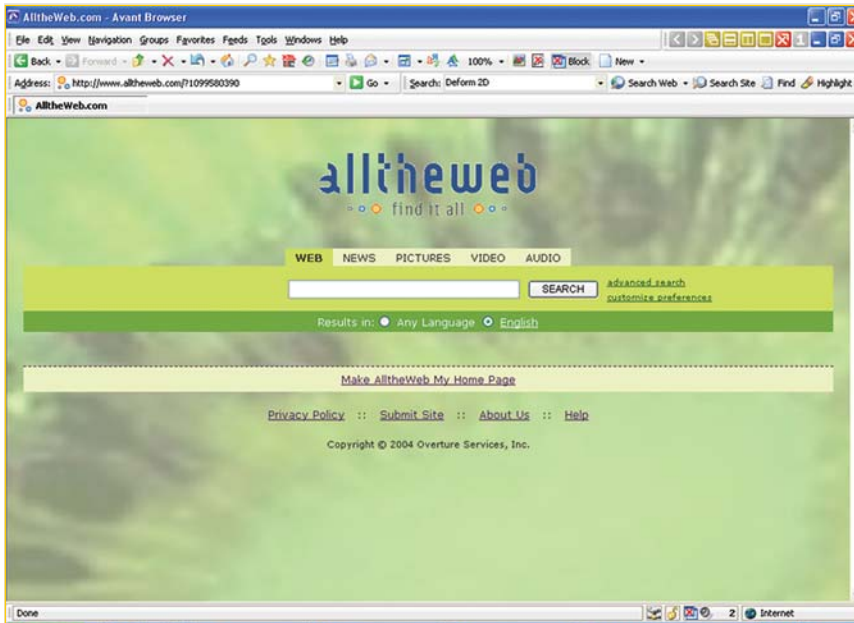 AlltheWeb.com - Avant Browser
File Edit View Navigation Groups Favorites Feeds Tools Windows Help 1
Back Forward 100% Block New
Address: http://www.alltheweb.com/?1099580390 Go Search: Deform 2D Search Web Search Site Find Highlight
AlltheWeb.com
alltheweb
find it all
WEB NEWS PICTURES VIDEO AUDIO
SEARCH advanced search
customize preferences
Results in: Any Language English
Make AlltheWeb My Home Page
Privacy Policy :: Submit Site :: About Us :: Help
Copyright © 2004 Overture Services, Inc.
Done 2 Internet